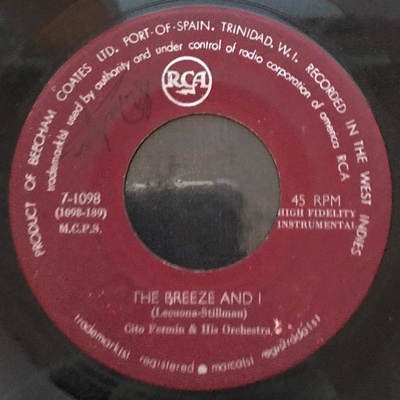 PRODUCT OF BEECHAM COATES LTD. PORT-OF-SPAIN, TRINIDAD, W.I. RECORDED IN THE WEST INDIES
trademark(s) used by authority and under control of radio corporation of america RCA
RCA
7-1098
(1098-189)
M.C.P.S.
45 RPM
HIGH FIDELITY
INSTRUMENTAL
THE BREEZE AND I
(Lecuona-Stillman)
Cito Fermin & His Orchestra.
trademark(s) registered • marca(s) registrada(s)